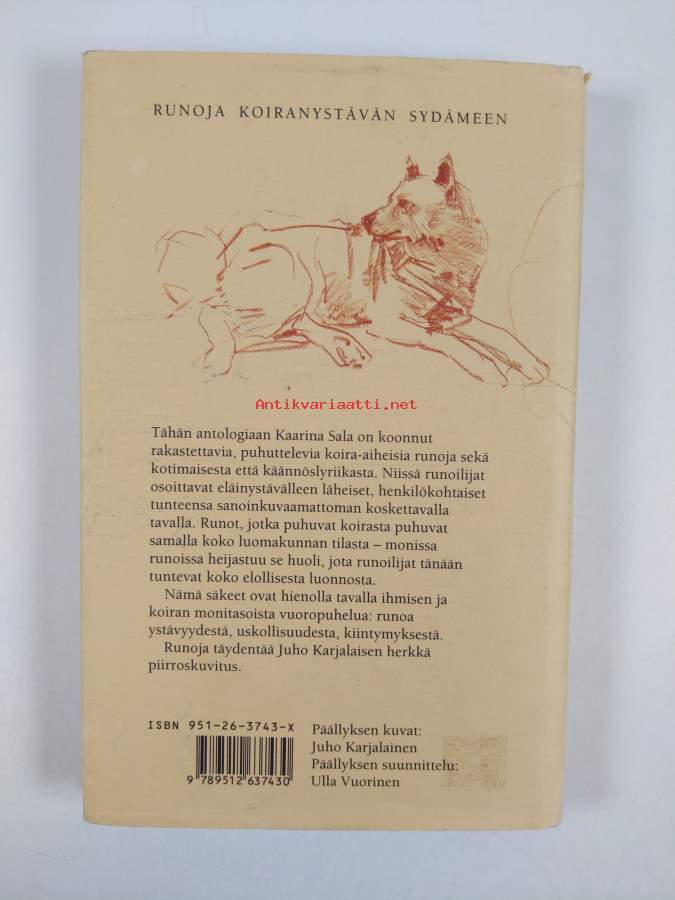 RUNOJA KOIRANYSTÄVÄN SYDÄMEEN
Antikvariaatti.net
Tähän antologiaan Kaarina Sala on koonnut
rakastettavia, puhuttelevia koira-aiheisia runoja sekä
kotimaisesta että käännöslyriikasta. Niissä runoilijat
osoittavat eläinystävälleen läheiset, henkilökohtaiset
tunteensa sanoinkuvaamattoman koskettavalla
tavalla. Runot, jotka puhuvat koirasta puhuvat
samalla koko luomakunnan tilasta – monissa
runoissa heijastuu se huoli, jota runoilijat tänään
tuntevat koko elollisesta luonnosta.
Nämä säkeet ovat hienolla tavalla ihmisen ja
koiran monitasoista vuoropuhelua: runoa
ystävyydestä, uskollisuudesta, kiintymyksestä.
Runoja täydentää Juho Karjalaisen herkkä
piirroskuvitus.
ISBN 951-26-3743-X
9 789512 637430
Päällyksen kuvat:
Juho Karjalainen
Päällyksen suunnittelu:
Ulla Vuorinen